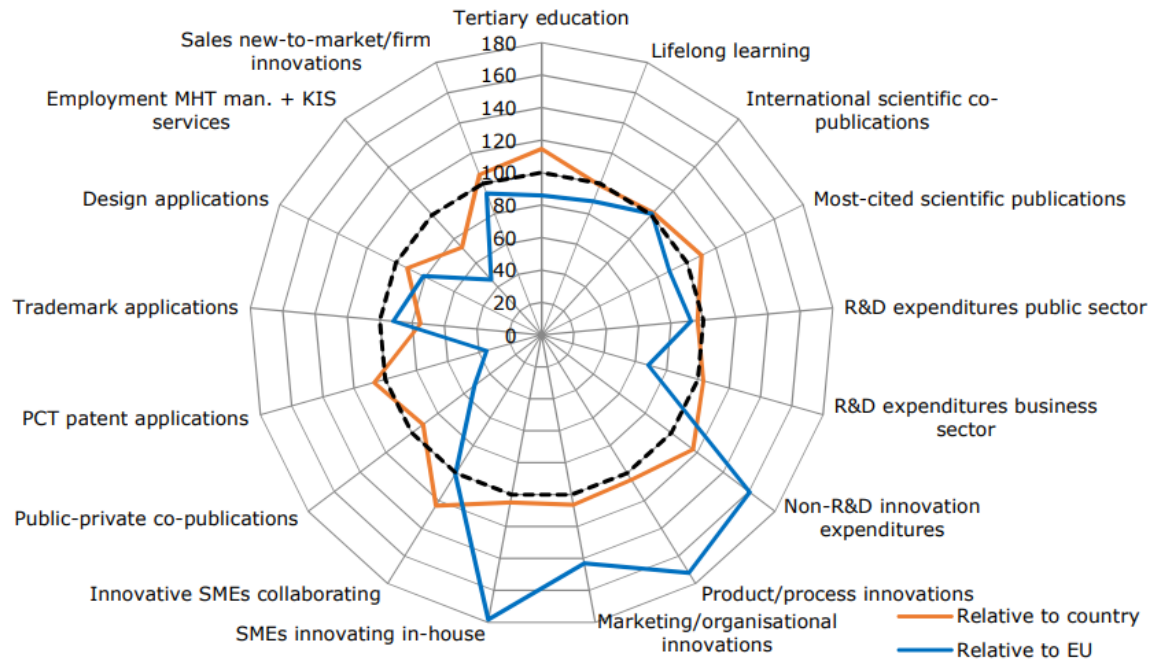 Tertiary education
Lifelong learning
International scientific co-
publications
Most-cited scientific publications
R&D expenditures public sector
R&D expenditures business
sector
Non-R&D innovation
expenditures
Product/process innovations
Marketing/organisational
innovations
SMEs innovating in-house
Innovative SMEs collaborating
Public-private co-publications
PCT patent applications
Trademark applications
Design applications
Employment MHT man. + KIS
services
Sales new-to-market/firm
innovations
180
160
140
120
100
80
60
40
20
0
Relative to country
Relative to EU